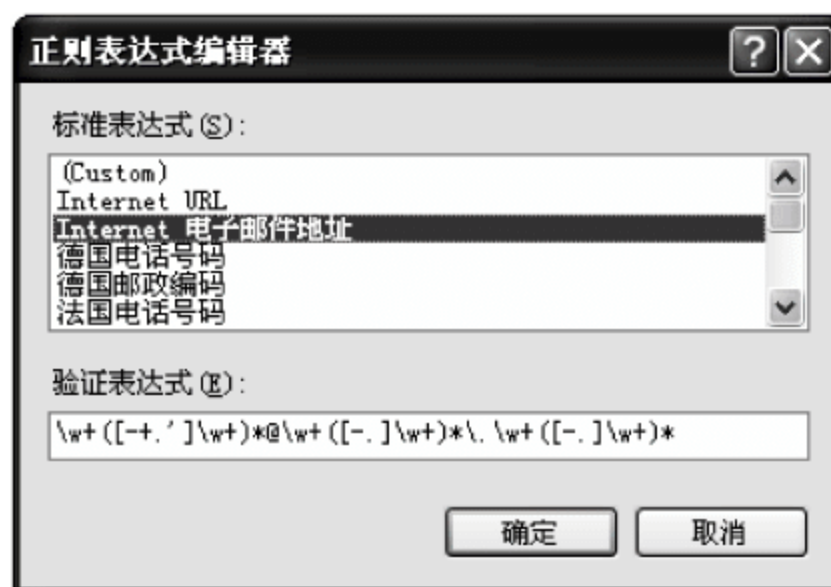 正则表达式编辑器
标准表达式(S):
(Custom)
Internet URL
Internet 电子邮件地址
德国电话号码
德国邮政编码
法国电话号码
验证表达式(E):
\w+([-+.']\w+)*@\w+([-.]\w+)*\.\w+([-.]\w+)*
确定 取消